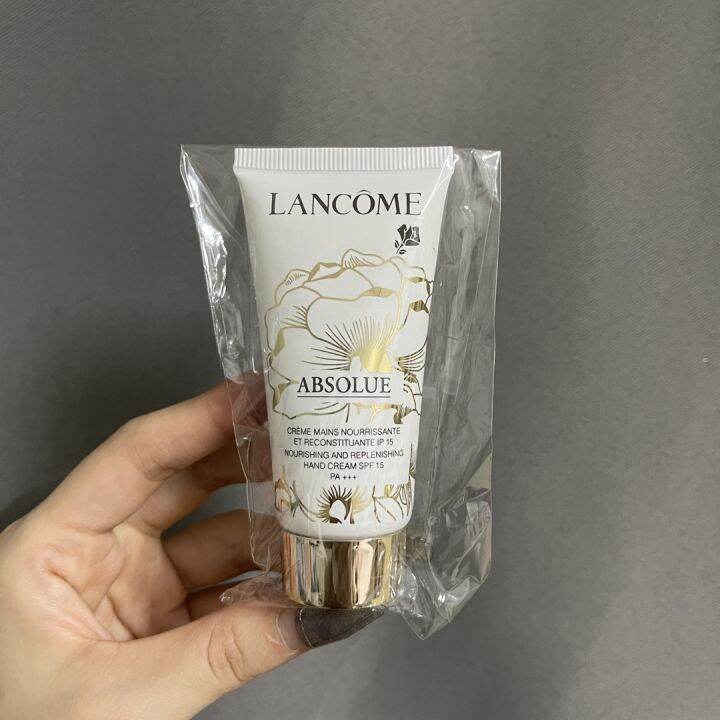 LANCÔME
ABSOLUE
CRÈME MAINS NOURRISSANTE
ET RECONSTITUANTE IP 15
NOURISHING AND REPLENISHING
HAND CREAM SPF 15
PA +++